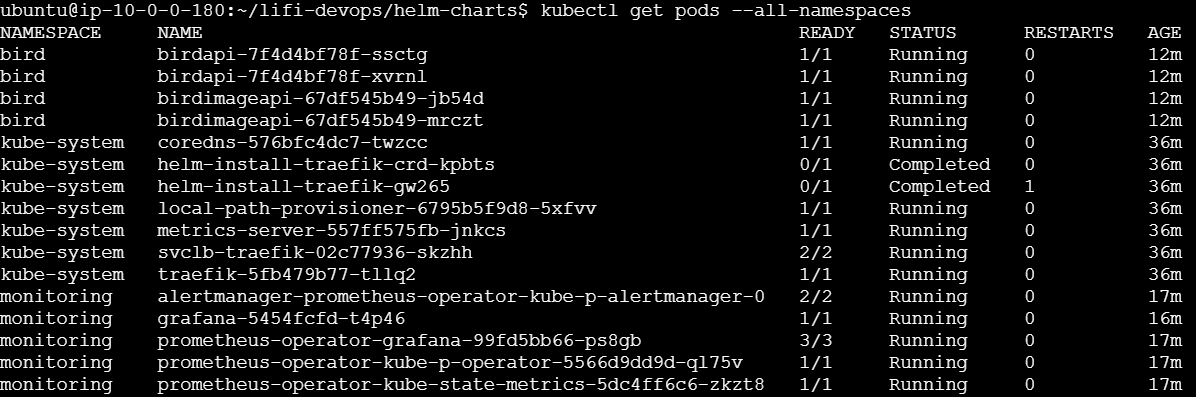 ubuntu@ip-10-0-0-180:~/lifi-devops/helm-charts$ kubectl get pods --all-namespaces
NAMESPACE NAME READY STATUS RESTARTS AGE
bird birdapi-7f4d4bf78f-ssctg 1/1 Running 0 12m
bird birdapi-7f4d4bf78f-xvrnl 1/1 Running 0 12m
bird birdimageapi-67df545b49-jb54d 1/1 Running 0 12m
bird birdimageapi-67df545b49-mrczt 1/1 Running 0 12m
kube-system coredns-576bfc4dc7-twzcc 1/1 Running 0 36m
kube-system helm-install-traefik-crd-kpbts 0/1 Completed 0 36m
kube-system helm-install-traefik-gw265 0/1 Completed 1 36m
kube-system local-path-provisioner-6795b5f9d8-5xfvv 1/1 Running 0 36m
kube-system metrics-server-557ff575fb-jnkcs 1/1 Running 0 36m
kube-system svclb-traefik-02c77936-skzhh 2/2 Running 0 36m
kube-system traefik-5fb479b77-tllq2 1/1 Running 0 36m
monitoring alertmanager-prometheus-operator-kube-p-alertmanager-0 2/2 Running 0 17m
monitoring grafana-5454fcfd-t4p46 1/1 Running 0 16m
monitoring prometheus-operator-grafana-99fd5bb66-ps8gb 3/3 Running 0 17m
monitoring prometheus-operator-kube-p-operator-5566d9dd9d-ql75v 1/1 Running 0 17m
monitoring prometheus-operator-kube-state-metrics-5dc4ff6c6-zkzt8 1/1 Running 0 17m